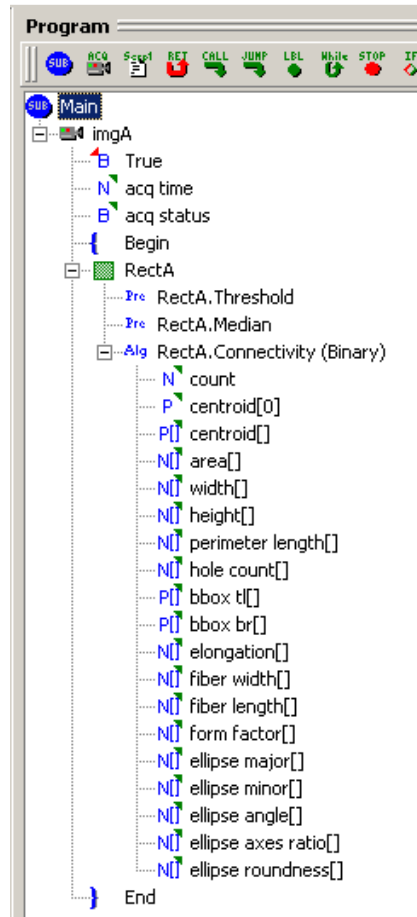 Program
SUB ACQ Script RET CALL JUMP LBL While STOP IF
SUB Main
imgA
B True
N acq time
B acq status
{ Begin
RectA
Pre RectA.Threshold
Pre RectA.Median
Alg RectA.Connectivity (Binary)
N count
P centroid[0]
P[] centroid[]
N[] area[]
N[] width[]
N[] height[]
N[] perimeter length[]
N[] hole count[]
P[] bbox tl[]
P[] bbox br[]
N[] elongation[]
N[] fiber width[]
N[] fiber length[]
N[] form factor[]
N[] ellipse major[]
N[] ellipse minor[]
N[] ellipse angle[]
N[] ellipse axes ratio[]
N[] ellipse roundness[]
} End